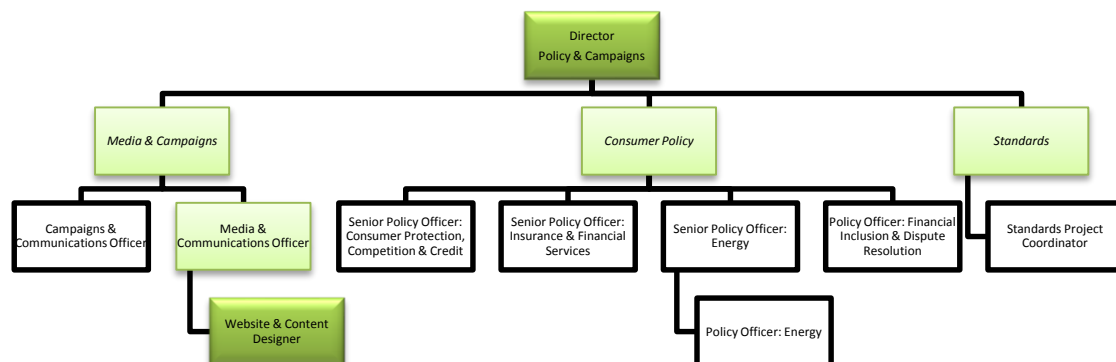 Director
Policy & Campaigns
Media & Campaigns
Consumer Policy
Standards
Campaigns &
Communications Officer
Media &
Communications Officer
Senior Policy Officer:
Consumer Protection,
Competition & Credit
Senior Policy Officer:
Insurance & Financial
Services
Senior Policy Officer:
Energy
Policy Officer: Financial
Inclusion & Dispute
Resolution
Standards Project
Coordinator
Website & Content
Designer
Policy Officer: Energy